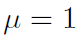 μ = 1